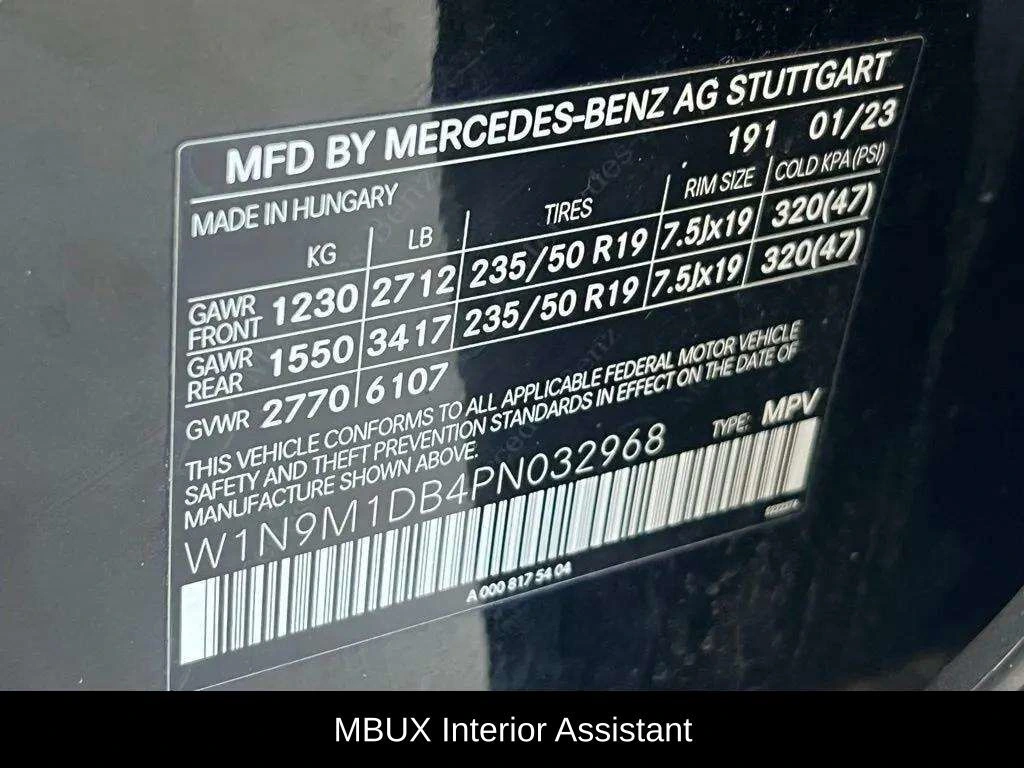 MFD BY MERCEDES-BENZ AG STUTTGART
MADE IN HUNGARY 191 01/23
KG LB TIRES RIM SIZE COLD KPA (PSI)
GAWR FRONT 1230 2712 235/50 R19 7.5Jx19 320(47)
GAWR REAR 1550 3417 235/50 R19 7.5Jx19 320(47)
GVWR 2770 6107
THIS VEHICLE CONFORMS TO ALL APPLICABLE FEDERAL MOTOR VEHICLE
SAFETY AND THEFT PREVENTION STANDARDS IN EFFECT ON THE DATE OF
MANUFACTURE SHOWN ABOVE.
TYPE: MPV
W1N9M1DB4PN032968
A 000 817 54 04
MBUX Interior Assistant